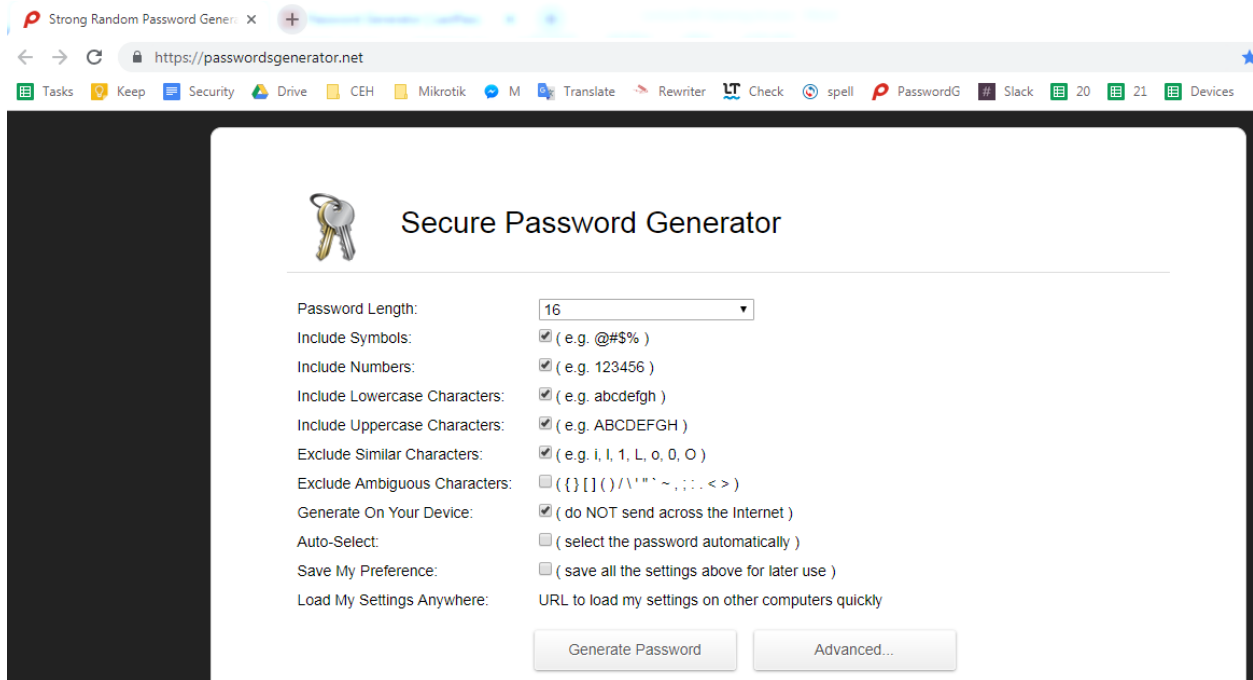 Strong Random Password Genera
https://passwordsgenerator.net
Tasks Keep Security Drive CEH Mikrotik M Translate Rewriter LT Check spell PasswordG # Slack 20 21 Devices
Secure Password Generator
Password Length: 16
Include Symbols: ( e.g. @#$% )
Include Numbers: ( e.g. 123456 )
Include Lowercase Characters: ( e.g. abcdefgh )
Include Uppercase Characters: ( e.g. ABCDEFGH )
Exclude Similar Characters: ( e.g. i, l, 1, L, o, 0, O )
Exclude Ambiguous Characters: ( { } [ ] ( ) / \ ' " ` ~ , ; : . < > )
Generate On Your Device: ( do NOT send across the Internet )
Auto-Select: ( select the password automatically )
Save My Preference: ( save all the settings above for later use )
Load My Settings Anywhere: URL to load my settings on other computers quickly
Generate Password Advanced...